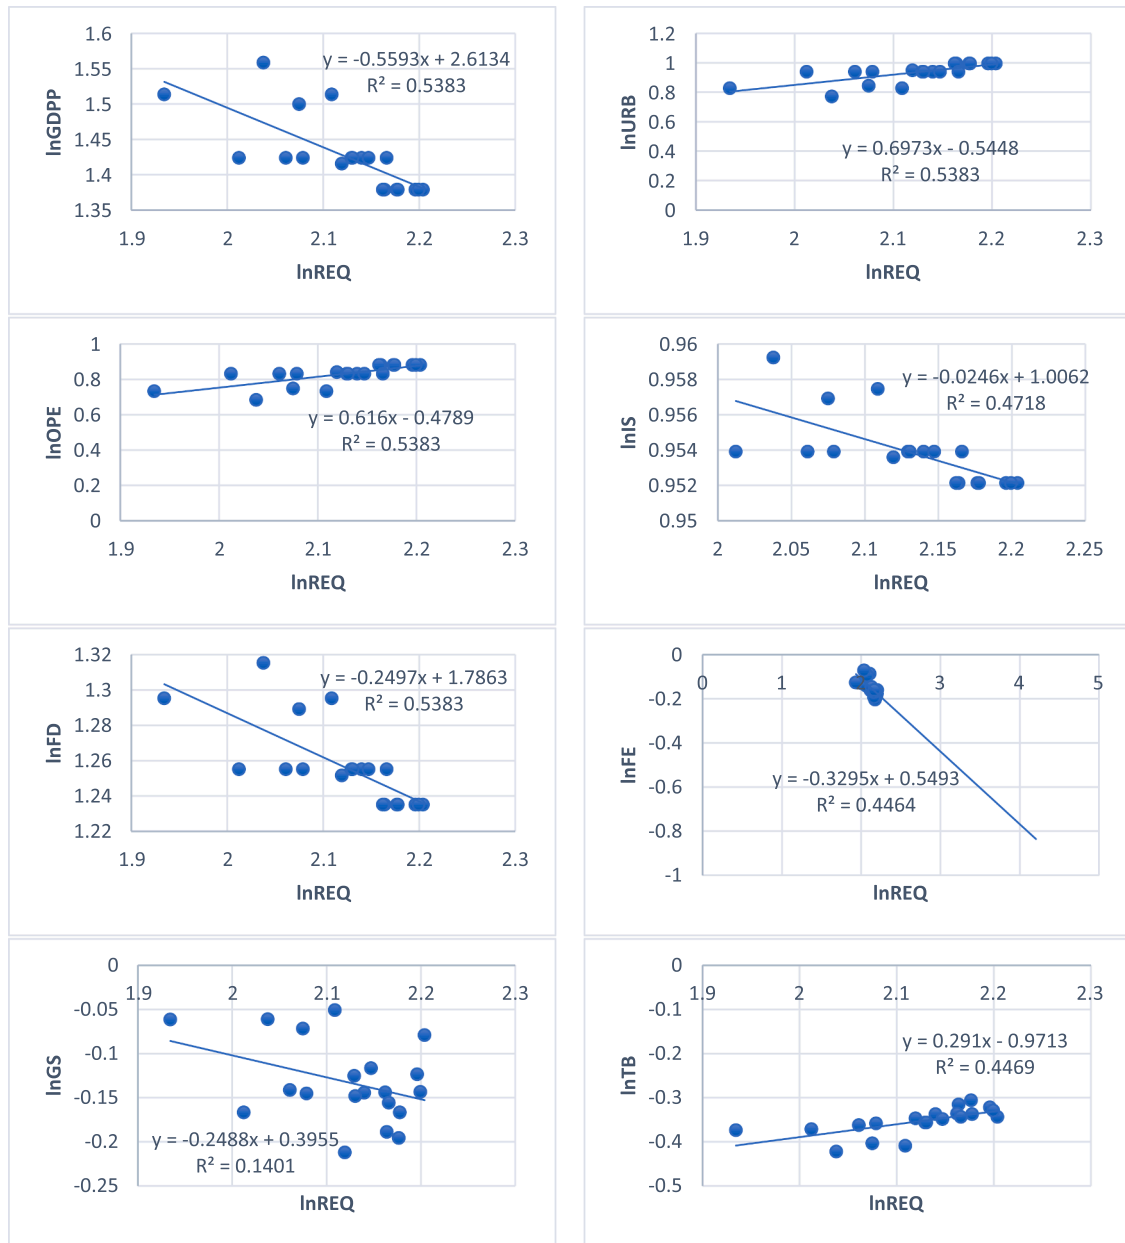 1.6
1.55
1.5
1.45
1.4
1.35
1.9 2 2.1 2.2 2.3
lnGDPP
lnREQ
y = -0.5593x + 2.6134
R² = 0.5383
1.2
1
0.8
0.6
0.4
0.2
0
1.9 2 2.1 2.2 2.3
lnURB
lnREQ
y = 0.6973x - 0.5448
R² = 0.5383
1
0.8
0.6
0.4
0.2
0
1.9 2 2.1 2.2 2.3
lnOPE
lnREQ
y = 0.616x - 0.4789
R² = 0.5383
0.96
0.958
0.956
0.954
0.952
0.95
2 2.05 2.1 2.15 2.2 2.25
lnIS
lnREQ
y = -0.0246x + 1.0062
R² = 0.4718
1.32
1.3
1.28
1.26
1.24
1.22
1.9 2 2.1 2.2 2.3
lnFD
lnREQ
y = -0.2497x + 1.7863
R² = 0.5383
0
-0.2
-0.4
-0.6
-0.8
-1
0 1 3 4 5
lnFE
lnREQ
y = -0.3295x + 0.5493
R² = 0.4464
0
-0.05
-0.1
-0.15
-0.2
-0.25
1.9 2 2.1 2.2 2.3
lnGS
lnREQ
y = -0.2488x + 0.3955
R² = 0.1401
0
-0.1
-0.2
-0.3
-0.4
-0.5
1.9 2 2.1 2.2 2.3
lnTB
lnREQ
y = 0.291x - 0.9713
R² = 0.4469